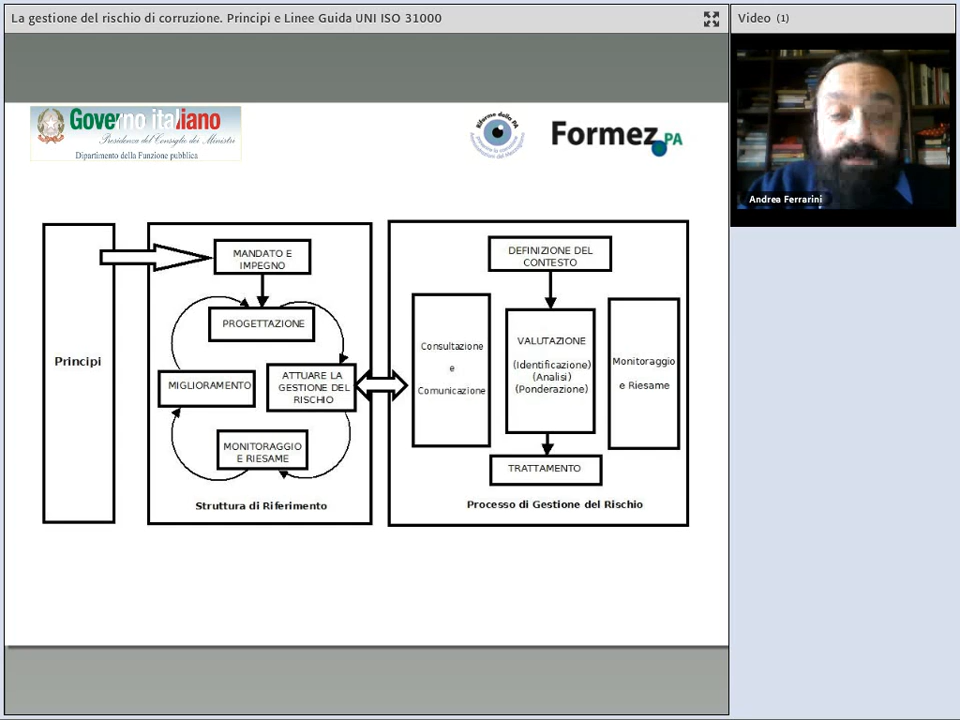 La gestione del rischio di corruzione. Principi e Linee Guida UNI ISO 31000
Video (1)
Andrea Ferrarini
Governo italiano
Presidenza del Consiglio dei Ministri
Dipartimento della Funzione pubblica
Riforme della PA
Formez PA
Principi
MANDATO E
IMPEGNO
PROGETTAZIONE
MIGLIORAMENTO
ATTUARE LA
GESTIONE DEL
RISCHIO
MONITORAGGIO
E RIESAME
Struttura di Riferimento
DEFINIZIONE DEL
CONTESTO
Consultazione
e
Comunicazione
VALUTAZIONE
(Identificazione)
(Analisi)
(Ponderazione)
Monitoraggio
e Riesame
TRATTAMENTO
Processo di Gestione del Rischio